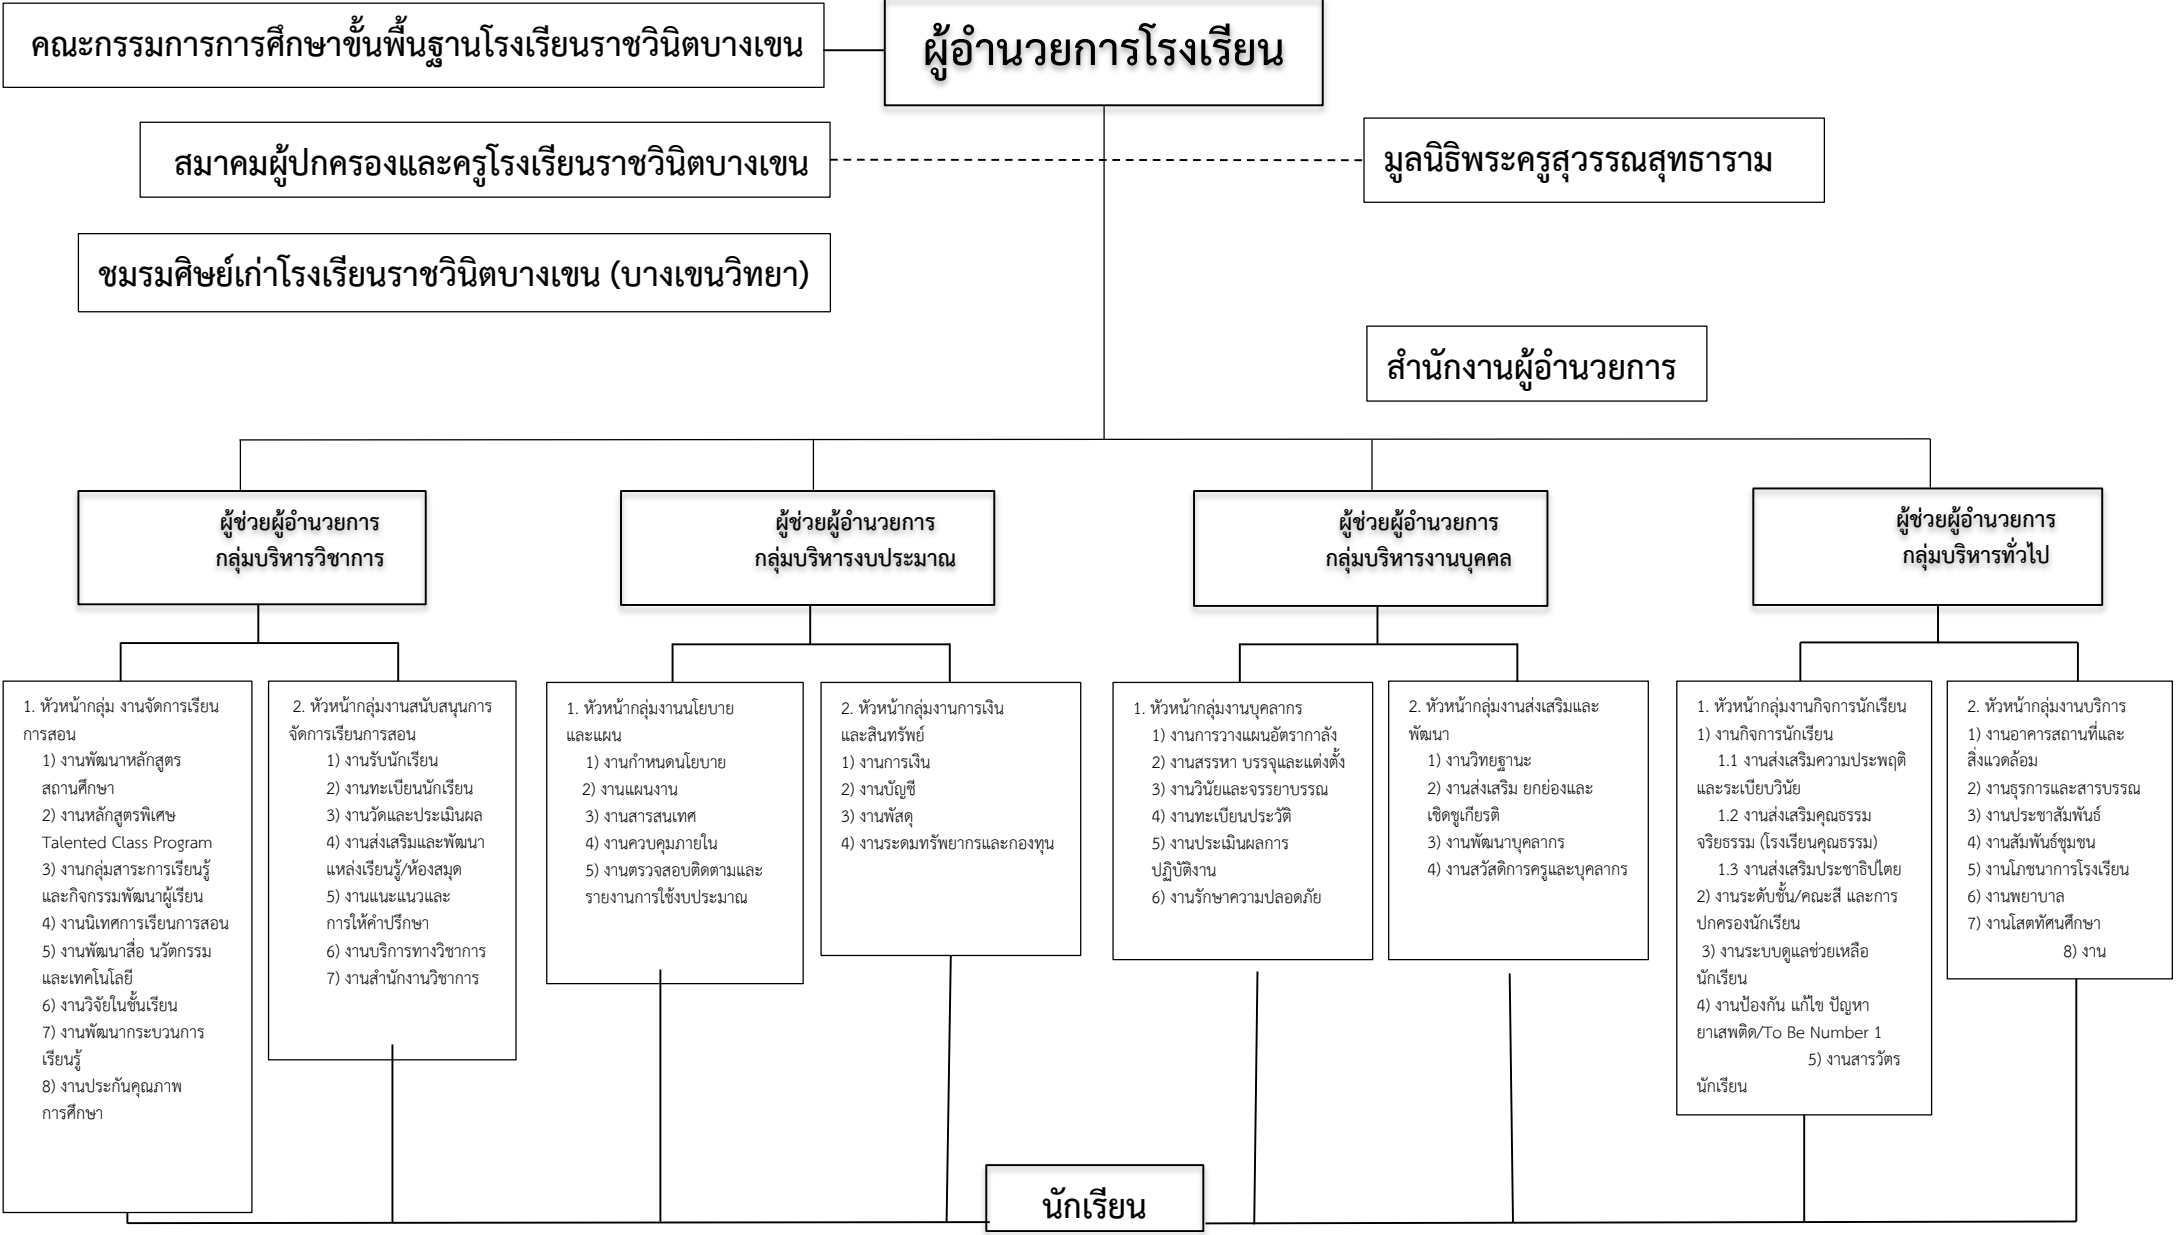 คณะกรรมการการศึกษาขั้นพื้นฐานโรงเรียนราชวินิตบางเขน
ผู้อำนวยการโรงเรียน
สมาคมผู้ปกครองและครูโรงเรียนราชวินิตบางเขน
มูลนิธิพระครูสุวรรณสุทธาราม
ชมรมศิษย์เก่าโรงเรียนราชวินิตบางเขน (บางเขนวิทยา)
สำนักงานผู้อำนวยการ
ผู้ช่วยผู้อำนวยการ
กลุ่มบริหารวิชาการ
ผู้ช่วยผู้อำนวยการ
กลุ่มบริหารงบประมาณ
ผู้ช่วยผู้อำนวยการ
กลุ่มบริหารงานบุคคล
ผู้ช่วยผู้อำนวยการ
กลุ่มบริหารทั่วไป
1. หัวหน้ากลุ่ม งานจัดการเรียน
การสอน
1) งานพัฒนาหลักสูตร
สถานศึกษา
2) งานหลักสูตรพิเศษ
Talented Class Program
3) งานกลุ่มสาระการเรียนรู้
และกิจกรรมพัฒนาผู้เรียน
4) งานนิเทศการเรียนการสอน
5) งานพัฒนาสื่อ นวัตกรรม
และเทคโนโลยี
6) งานวิจัยในชั้นเรียน
7) งานพัฒนากระบวนการ
เรียนรู้
8) งานประกันคุณภาพ
การศึกษา
2. หัวหน้ากลุ่มงานสนับสนุนการ
จัดการเรียนการสอน
1) งานรับนักเรียน
2) งานทะเบียนนักเรียน
3) งานวัดและประเมินผล
4) งานส่งเสริมและพัฒนา
แหล่งเรียนรู้/ห้องสมุด
5) งานแนะแนวและ
การให้คำปรึกษา
6) งานบริการทางวิชาการ
7) งานสำนักงานวิชาการ
1. หัวหน้ากลุ่มงานนโยบาย
และแผน
1) งานกำหนดนโยบาย
2) งานแผนงาน
3) งานสารสนเทศ
4) งานควบคุมภายใน
5) งานตรวจสอบติดตามและ
รายงานการใช้งบประมาณ
2. หัวหน้ากลุ่มงานการเงิน
และสินทรัพย์
1) งานการเงิน
2) งานบัญชี
3) งานพัสดุ
4) งานระดมทรัพยากรและกองทุน
1. หัวหน้ากลุ่มงานบุคลากร
1) งานการวางแผนอัตรากาลัง
2) งานสรรหา บรรจุและแต่งตั้ง
3) งานวินัยและจรรยาบรรณ
4) งานทะเบียนประวัติ
5) งานประเมินผลการ
ปฏิบัติงาน
6) งานรักษาความปลอดภัย
2. หัวหน้ากลุ่มงานส่งเสริมและ
พัฒนา
1) งานวิทยฐานะ
2) งานส่งเสริม ยกย่องและ
เชิดชูเกียรติ
3) งานพัฒนาบุคลากร
4) งานสวัสดิการครูและบุคลากร
1. หัวหน้ากลุ่มงานกิจการนักเรียน
1) งานกิจการนักเรียน
1.1 งานส่งเสริมความประพฤติ
และระเบียบวินัย
1.2 งานส่งเสริมคุณธรรม
จริยธรรม (โรงเรียนคุณธรรม)
1.3 งานส่งเสริมประชาธิปไตย
2) งานระดับชั้น/คณะสี และการ
ปกครองนักเรียน
3) งานระบบดูแลช่วยเหลือ
นักเรียน
4) งานป้องกัน แก้ไข ปัญหา
ยาเสพติด/To Be Number 1
5) งานสารวัตร
นักเรียน
2. หัวหน้ากลุ่มงานบริการ
1) งานอาคารสถานที่และ
สิ่งแวดล้อม
2) งานธุรการและสารบรรณ
3) งานประชาสัมพันธ์
4) งานสัมพันธ์ชุมชน
5) งานโภชนาการโรงเรียน
6) งานพยาบาล
7) งานโสตทัศนศึกษา
8) งาน
นักเรียน